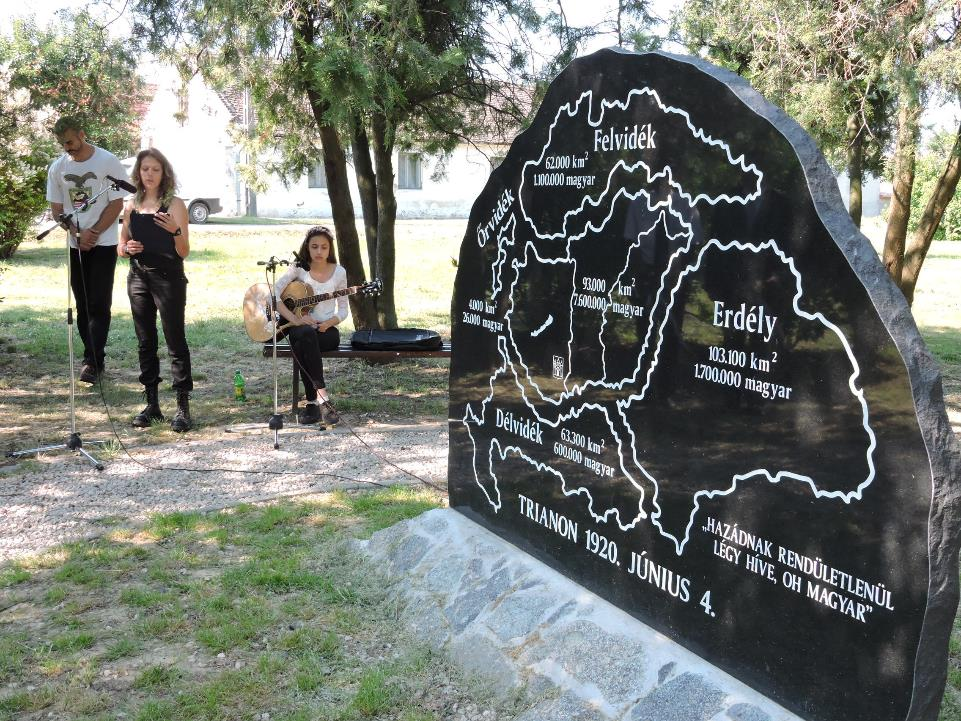 Felvidék
62.000 km²
1.100.000 magyar
Őrvidék
4.000 km²
26.000 magyar
93.000 km²
7.600.000 magyar
Erdély
103.100 km²
1.700.000 magyar
Délvidék
63.300 km²
600.000 magyar
TRIANON 1920. JÚNIUS 4.
„HAZÁDNAK RENDÜLETLENÜL
LÉGY HÍVE, OH MAGYAR”